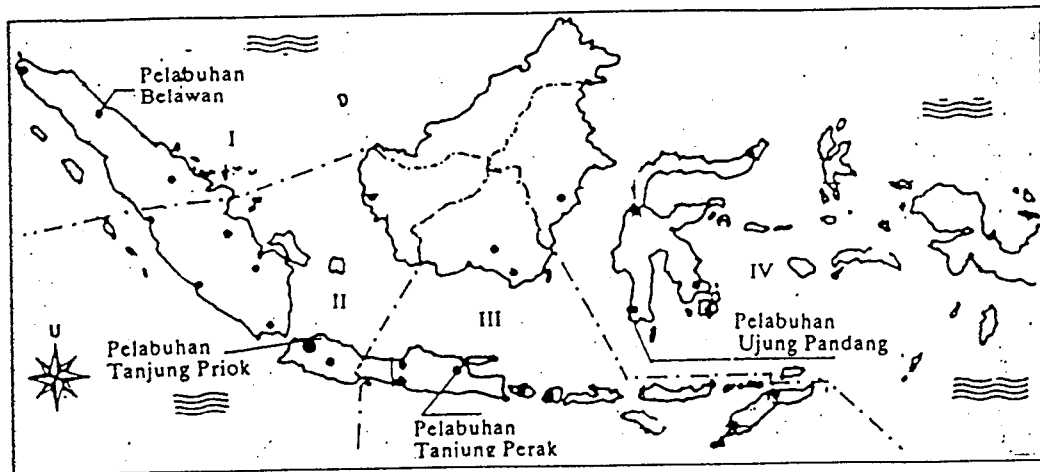 Pelabuhan
Belawan
I
II
III
IV
U
Pelabuhan
Tanjung Priok
Pelabuhan
Tanjung Perak
Pelabuhan
Ujung Pandang